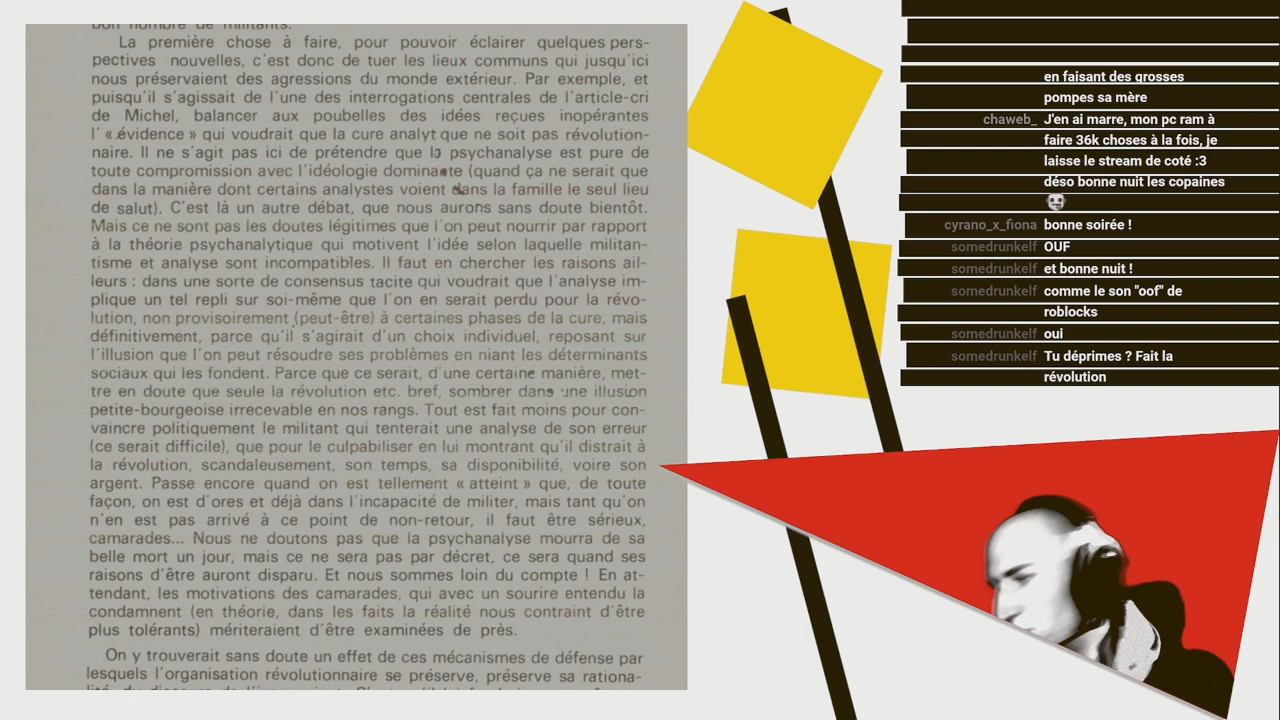 bon nombre de militants.
La première chose à faire, pour pouvoir éclairer quelques pers-
pectives nouvelles, c'est donc de tuer les lieux communs qui jusqu'ici
nous préservaient des agressions du monde extérieur. Par exemple, et
puisqu'il s'agissait de l'une des interrogations centrales de l'article-cri
de Michel, balancer aux poubelles des idées reçues inopérantes
l' « évidence » qui voudrait que la cure analyt que ne soit pas révolution-
naire. Il ne s'agit pas ici de prétendre que la psychanalyse est pure de
toute compromission avec l'idéologie dominante (quand ça ne serait que
dans la manière dont certains analystes voient dans la famille le seul lieu
de salut). C'est là un autre débat, que nous aurons sans doute bientôt.
Mais ce ne sont pas les doutes légitimes que l'on peut nourrir par rapport
à la théorie psychanalytique qui motivent l'idée selon laquelle militan-
tisme et analyse sont incompatibles. Il faut en chercher les raisons ail-
leurs : dans une sorte de consensus tacite qui voudrait que l'analyse im-
plique un tel repli sur soi-même que l'on en serait perdu pour la révo-
lution, non provisoirement (peut-être) à certaines phases de la cure, mais
définitivement, parce qu'il s'agirait d'un choix individuel, reposant sur
l'illusion que l'on peut résoudre ses problèmes en niant les déterminants
sociaux qui les fondent. Parce que ce serait, d'une certaine manière, met-
tre en doute que seule la révolution etc. bref, sombrer dans une illusion
petite-bourgeoise irrecevable en nos rangs. Tout est fait moins pour con-
vaincre politiquement le militant qui tenterait une analyse de son erreur
(ce serait difficile), que pour le culpabiliser en lui montrant qu'il distrait à
la révolution, scandaleusement, son temps, sa disponibilité, voire son
argent. Passe encore quand on est tellement « atteint » que, de toute
façon, on est d'ores et déjà dans l'incapacité de militer, mais tant qu'on
n'en est pas arrivé à ce point de non-retour, il faut être sérieux,
camarades... Nous ne doutons pas que la psychanalyse mourra de sa
belle mort un jour, mais ce ne sera pas par décret, ce sera quand ses
raisons d'être auront disparu. Et nous sommes loin du compte ! En at-
tendant, les motivations des camarades, qui avec un sourire entendu la
condamnent (en théorie, dans les faits la réalité nous contraint d'être
plus tolérants) mériteraient d'être examinées de près.
On y trouverait sans doute un effet de ces mécanismes de défense par
lesquels l'organisation révolutionnaire se préserve, préserve sa rationa-
en faisant des grosses
pompes sa mère
chaweb_ J'en ai marre, mon pc ram à
faire 36k choses à la fois, je
laisse le stream de coté :3
déso bonne nuit les copaines
cyrano_x_fiona bonne soirée !
somedrunkelf OUF
somedrunkelf et bonne nuit !
somedrunkelf comme le son "oof" de
roblocks
somedrunkelf oui
somedrunkelf Tu déprimes ? Fait la
révolution